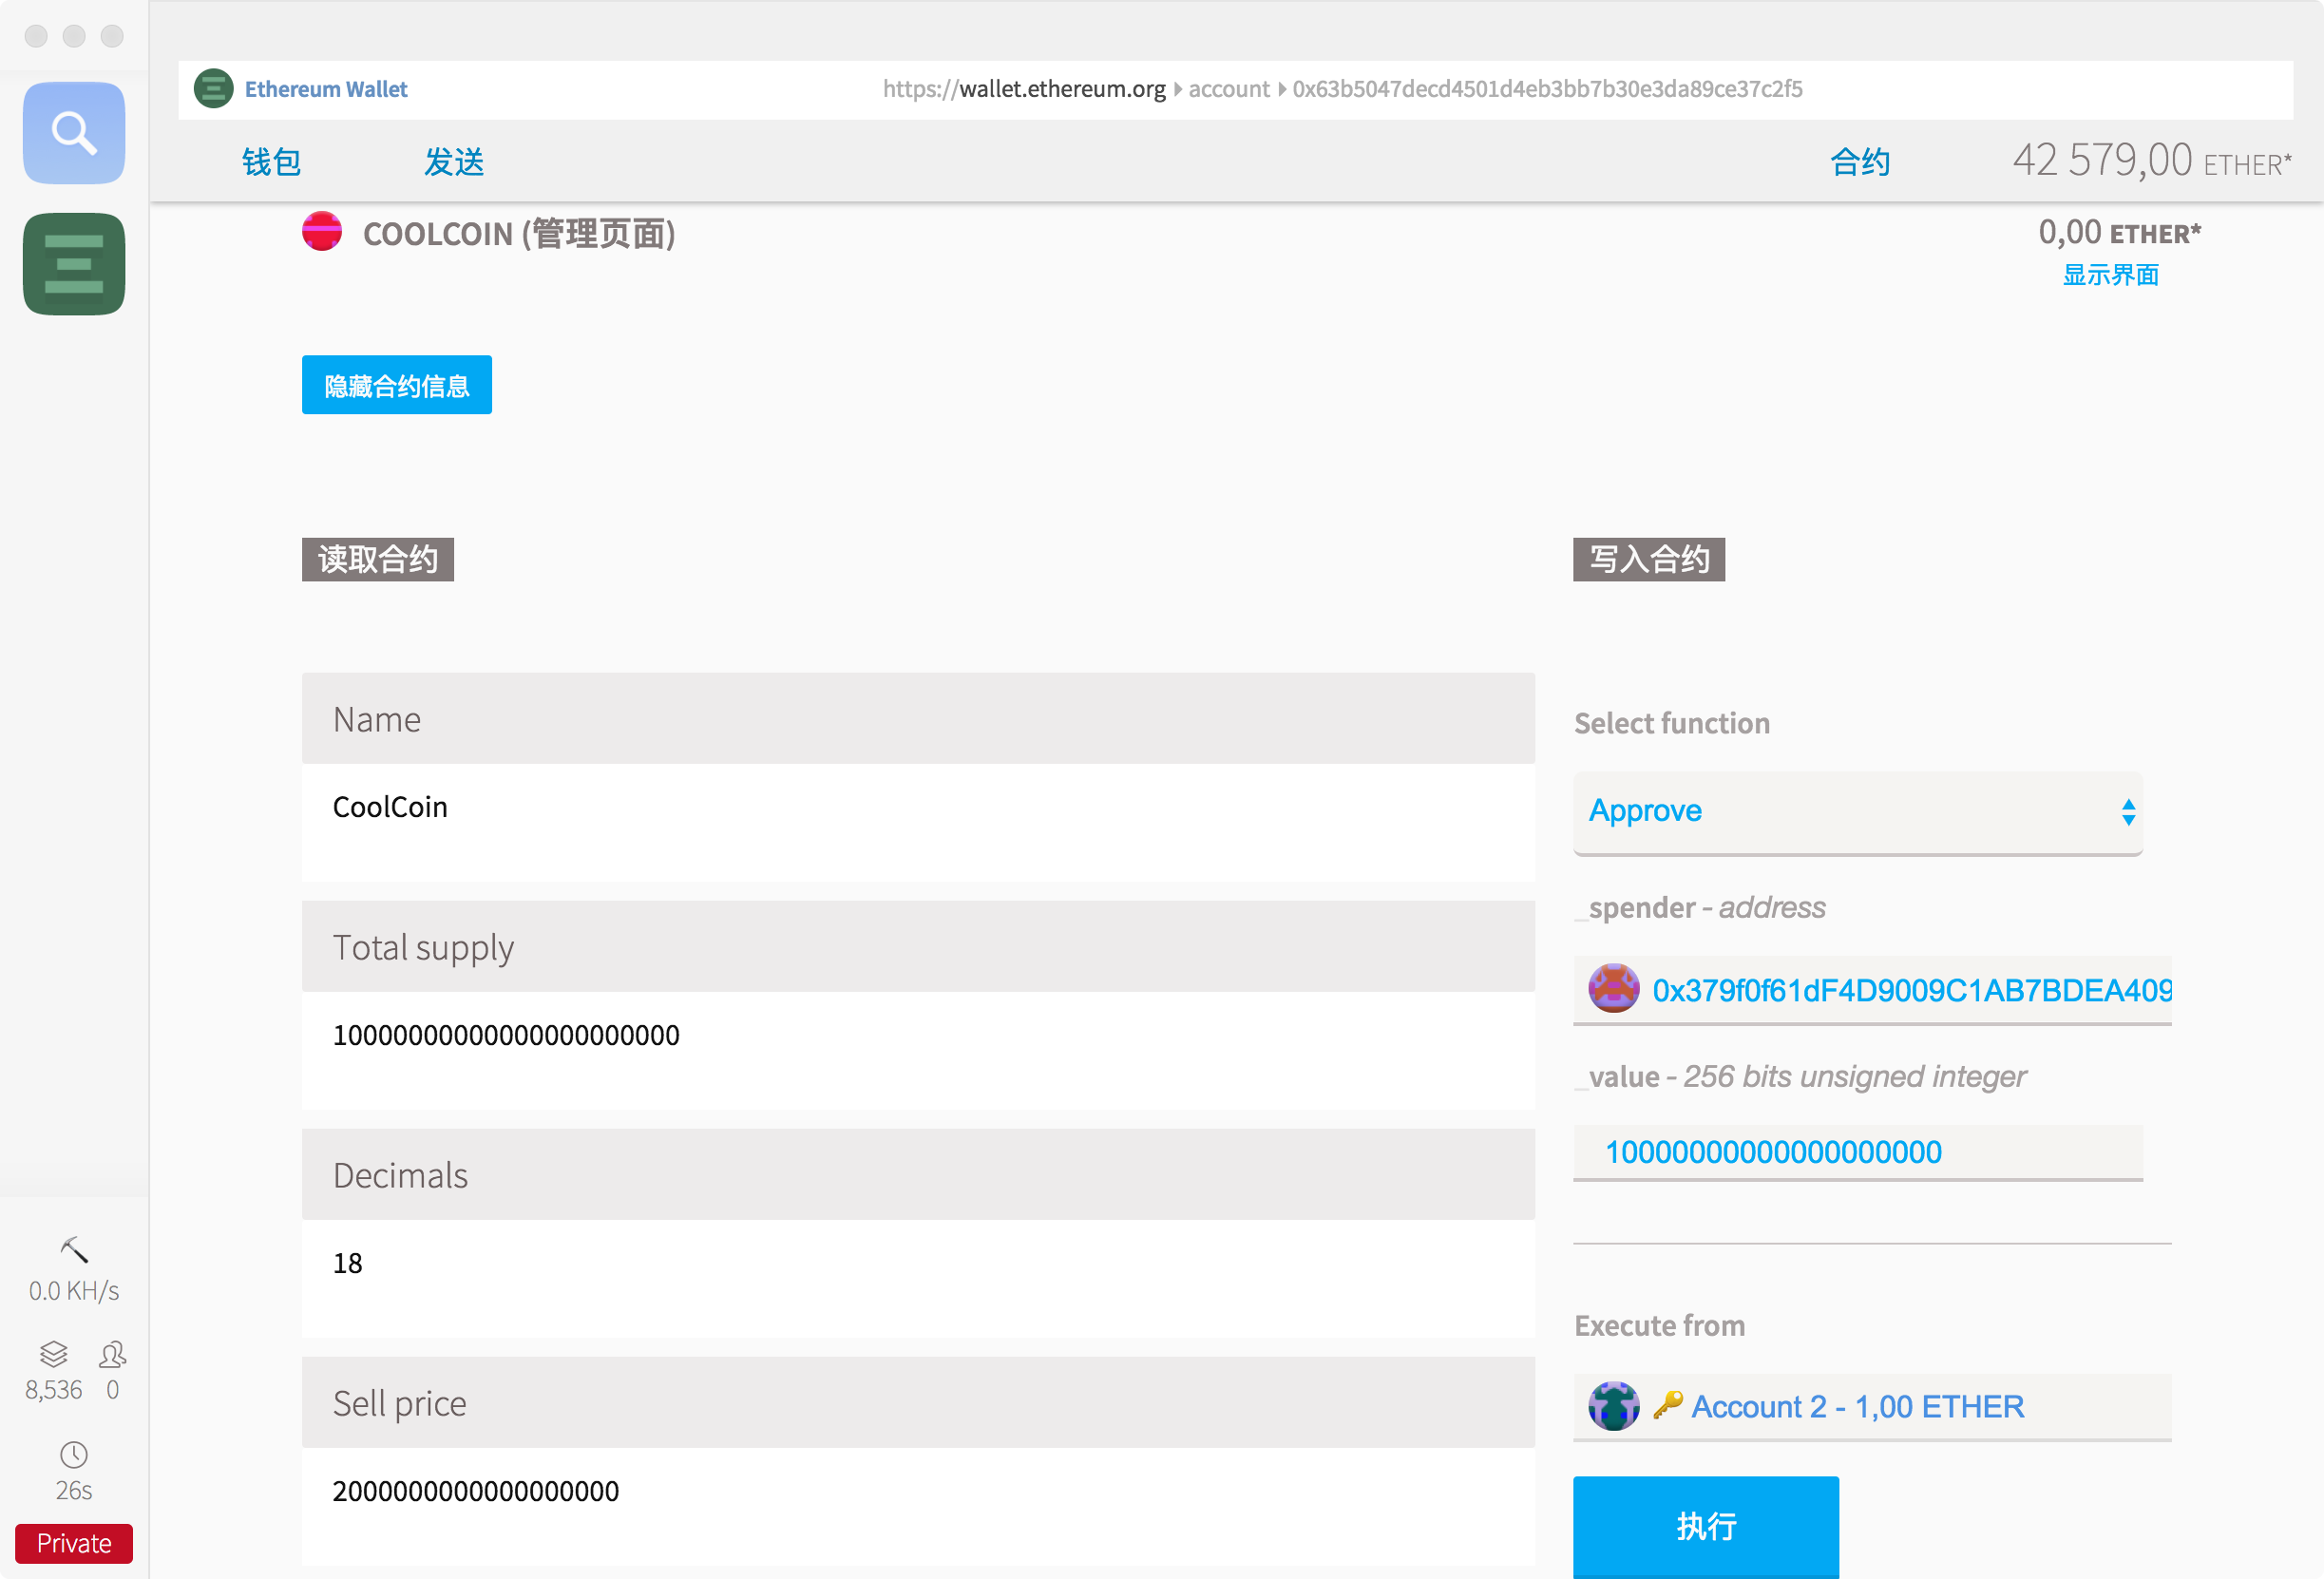 Ethereum Wallet
https://wallet.ethereum.org account 0x63b5047decd4501d4eb3bb7b30e3da89ce37c2f5
钱包 发送 合约 42 579,00 ETHER*
COOLCOIN (管理页面)
0,00 ETHER*
显示界面
隐藏合约信息
读取合约
Name
CoolCoin
Total supply
10000000000000000000000
Decimals
18
Sell price
2000000000000000000
写入合约
Select function
Approve
_spender - address
0x379f0f61dF4D9009C1AB7BDEA409
_value - 256 bits unsigned integer
10000000000000000000
Execute from
Account 2 - 1,00 ETHER
执行
0.0 KH/s
8,536 0
26s
Private